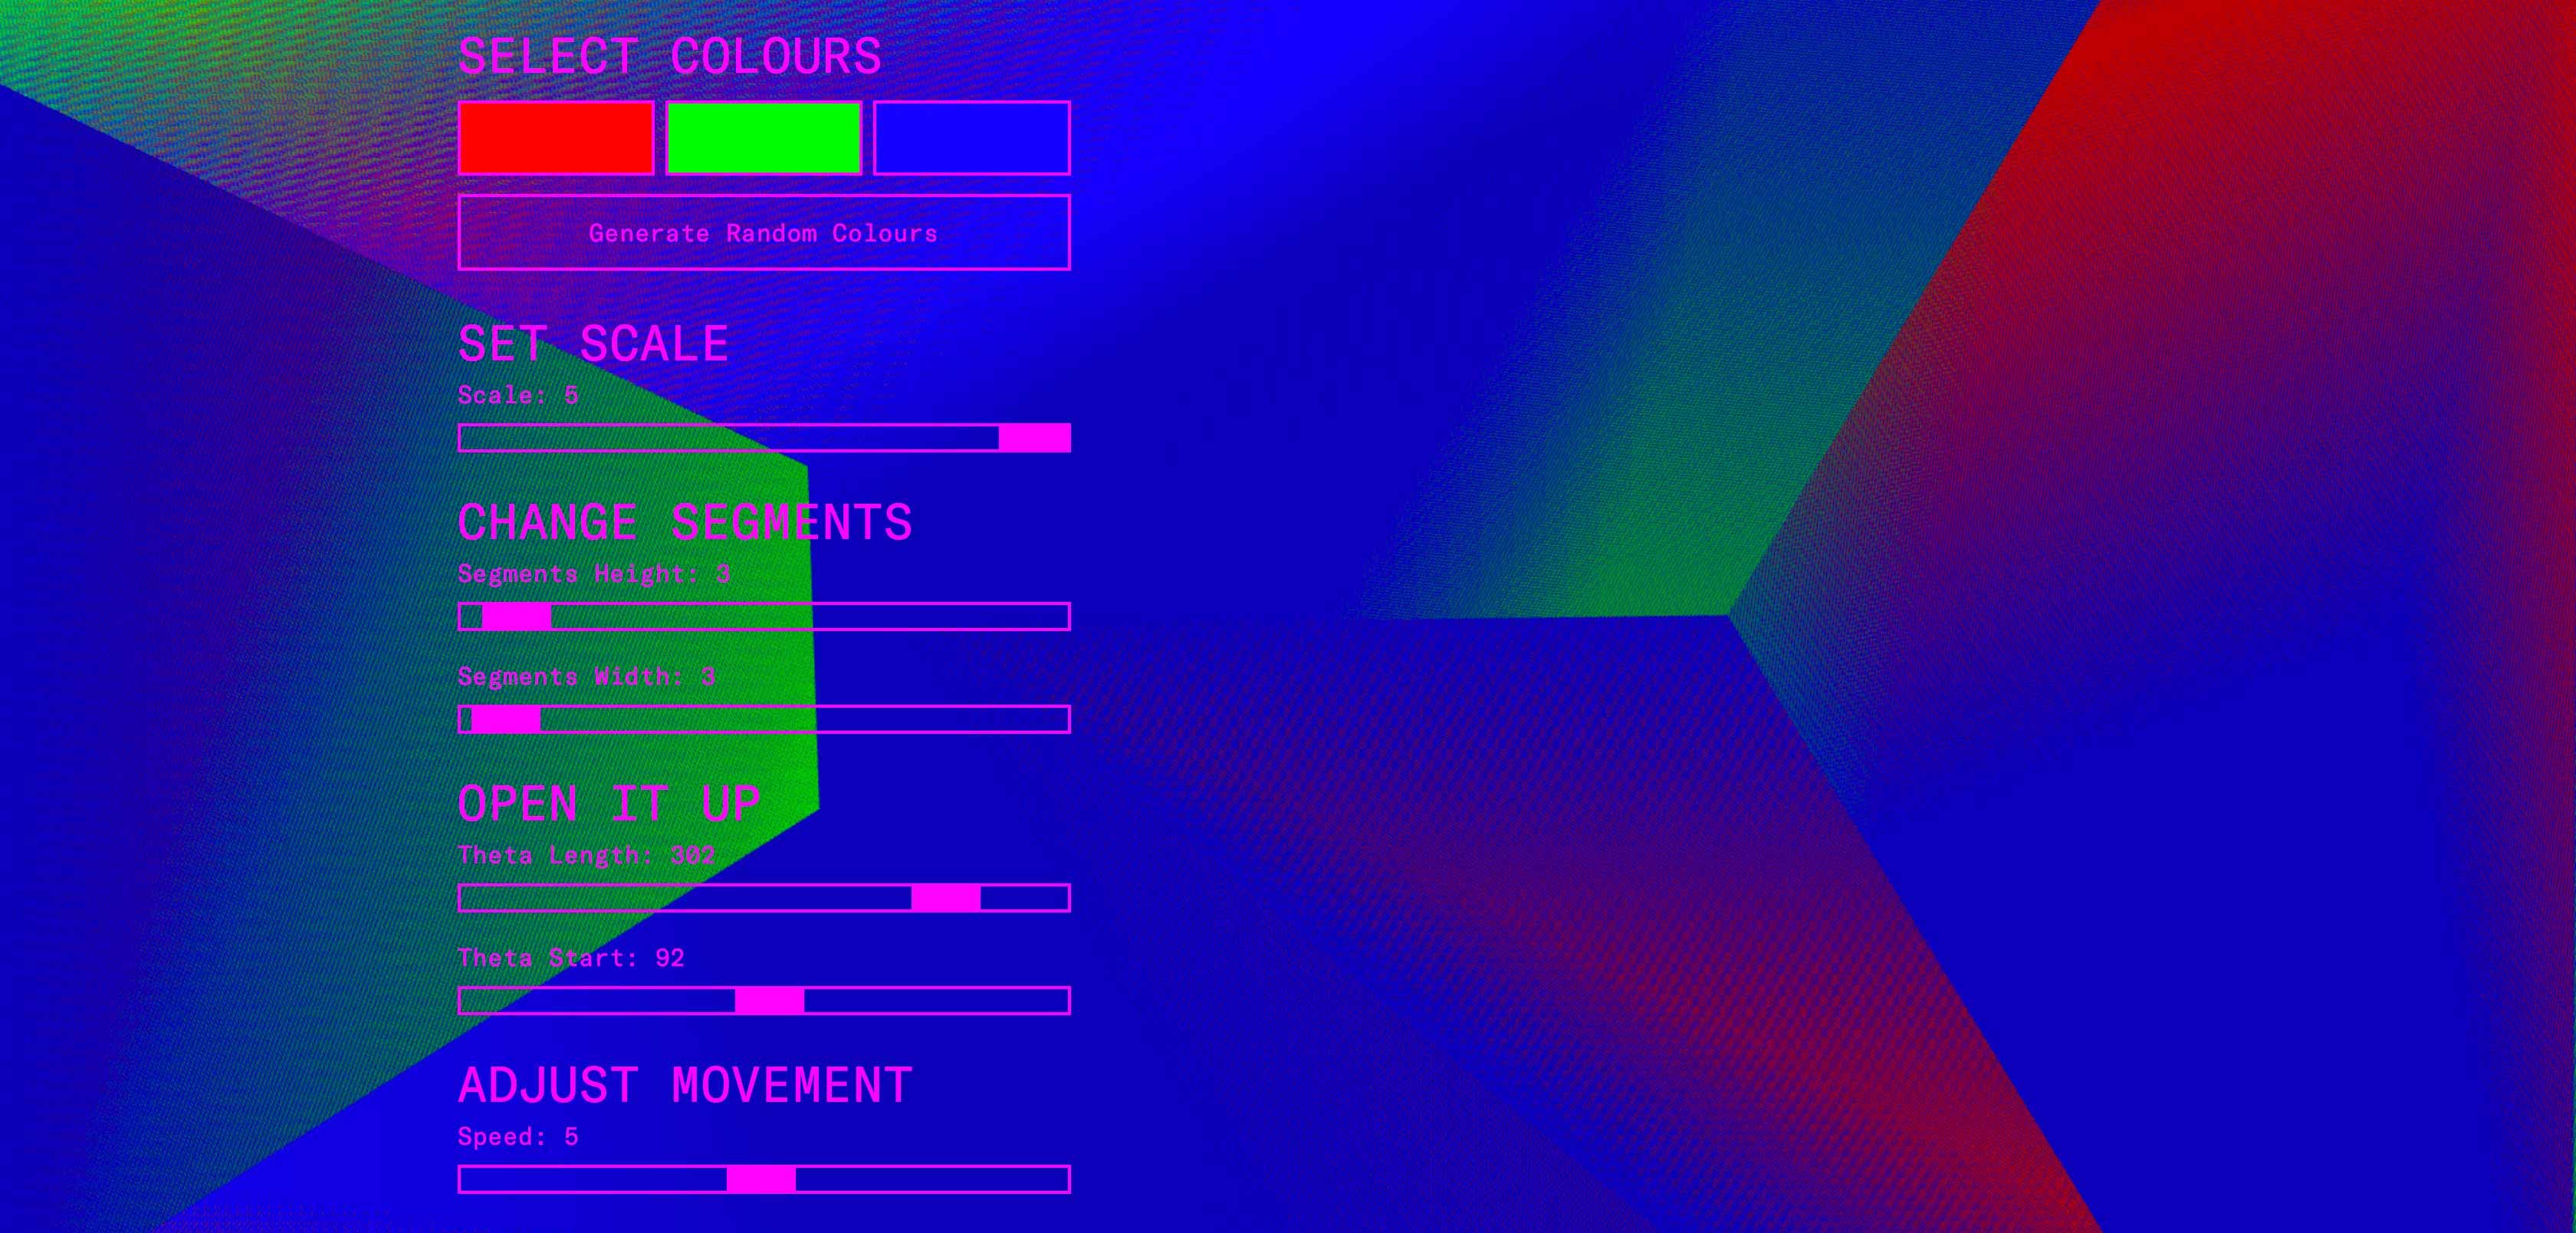 SELECT COLOURS
Generate Random Colours
SET SCALE
Scale: 5
CHANGE SEGMENTS
Segments Height: 3
Segments Width: 3
OPEN IT UP
Theta Length: 302
Theta Start: 92
ADJUST MOVEMENT
Speed: 5